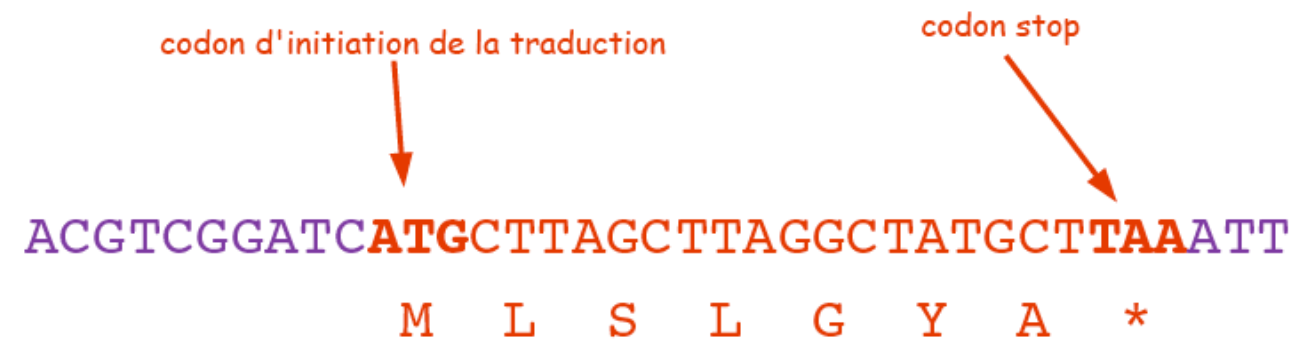 codon d'initiation de la traduction
codon stop
ACGTCGGATCATGCTTAGCTTAGGCTATGCTTAAATT
M L S L G Y A *